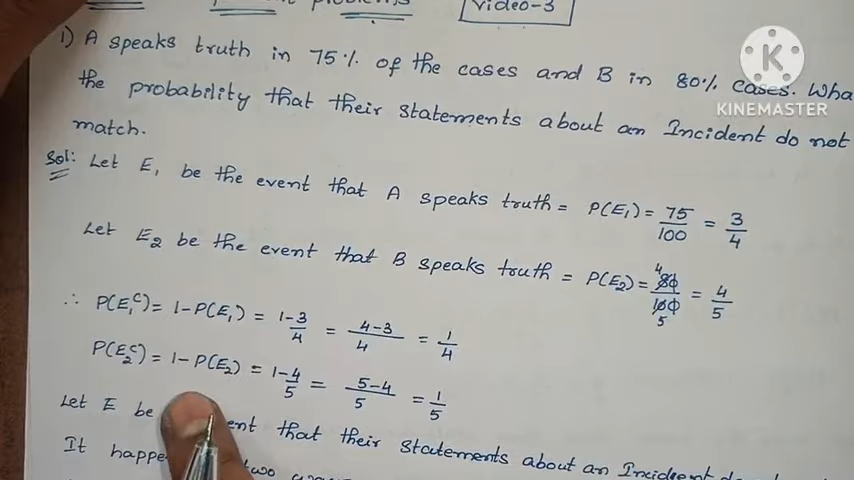 problems
Video-3
1) A speaks truth in 75% of the cases and B in 80% cases.
the probability that their statements about an Incident do not
match.
Sol: Let E₁ be the event that A speaks truth = P(E₁) = 75/100 = 3/4
Let E₂ be the event that B speaks truth = P(E₂) = 80/100 = 4/5
4
5
∴ P(E₁ᶜ) = 1-P(E₁) = 1-3/4 = 4-3/4 = 1/4
P(E₂ᶜ) = 1-P(E₂) = 1-4/5 = 5-4/5 = 1/5
Let E be that their statements about an Incident
It two
KINEMASTER